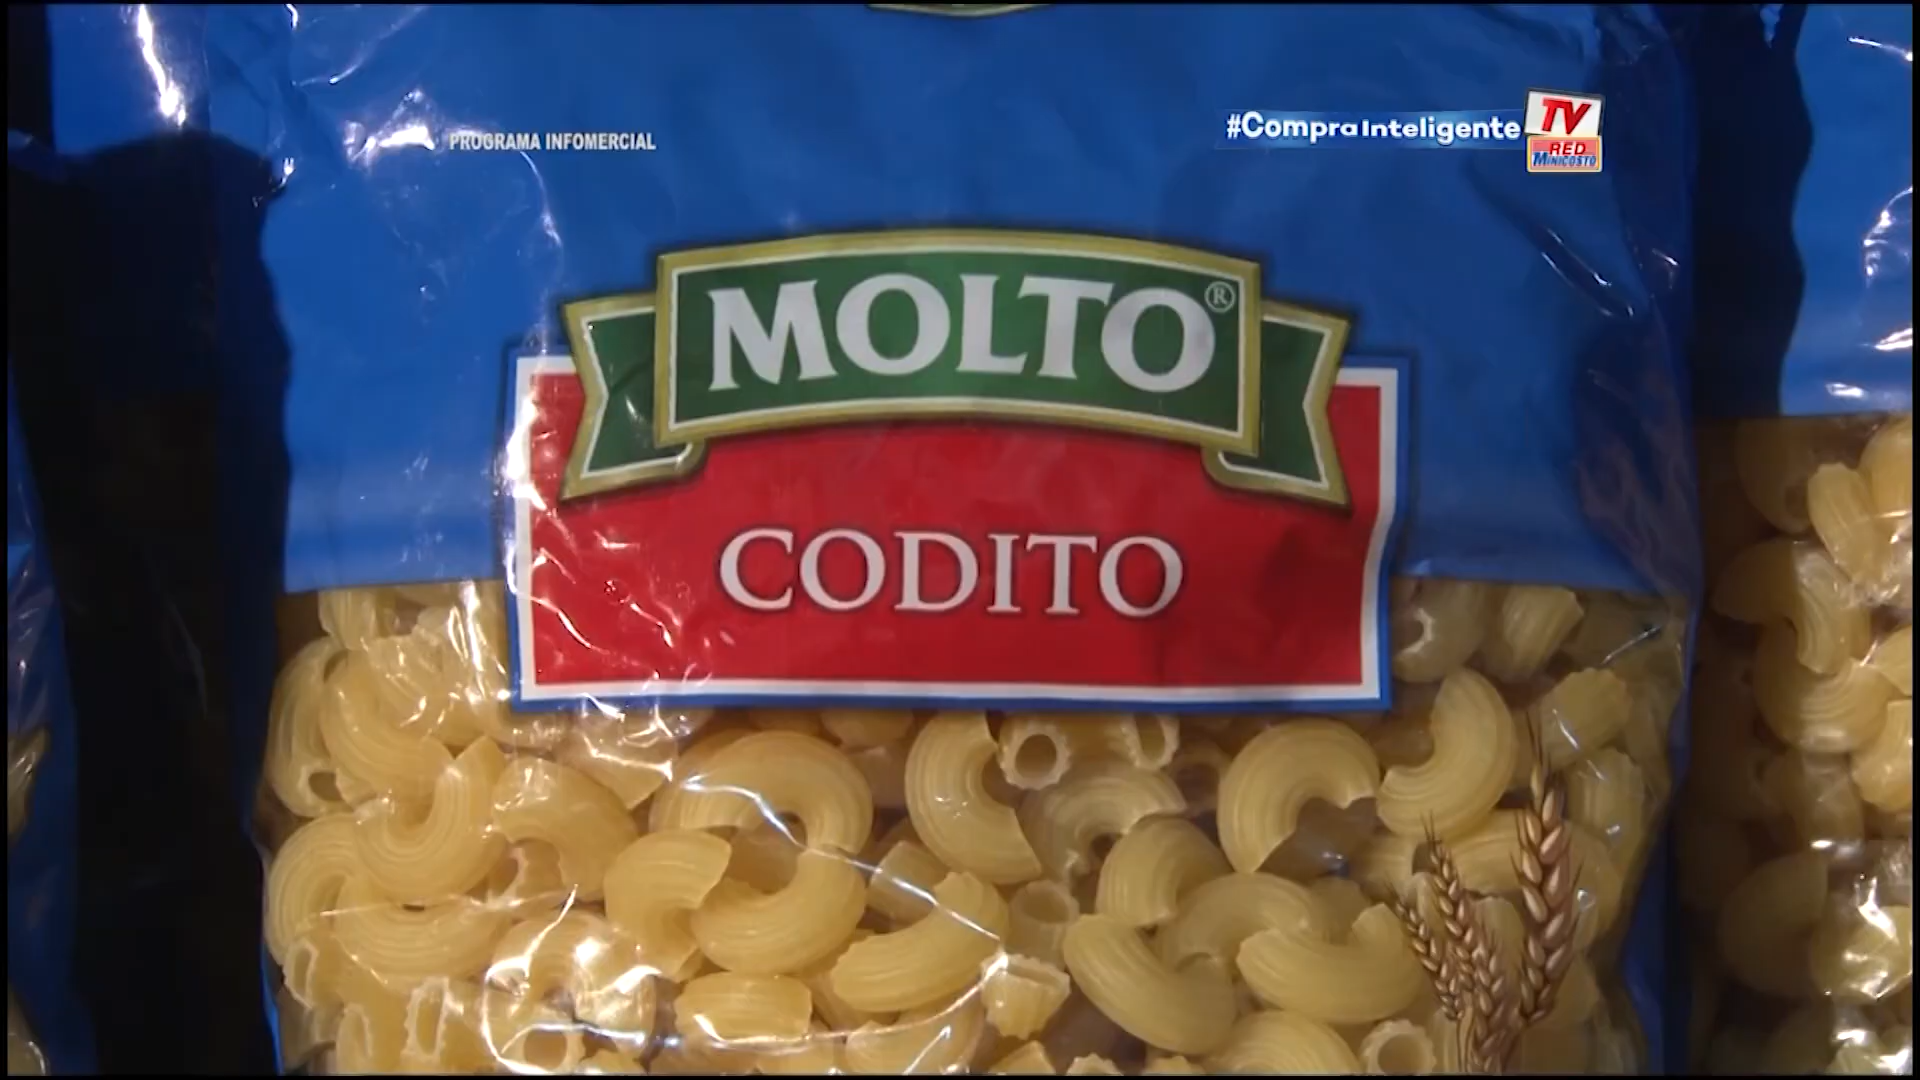 PROGRAMA INFOMERCIAL
#CompraInteligente
TV
RED
MINICOSTO
MOLTO®
CODITO